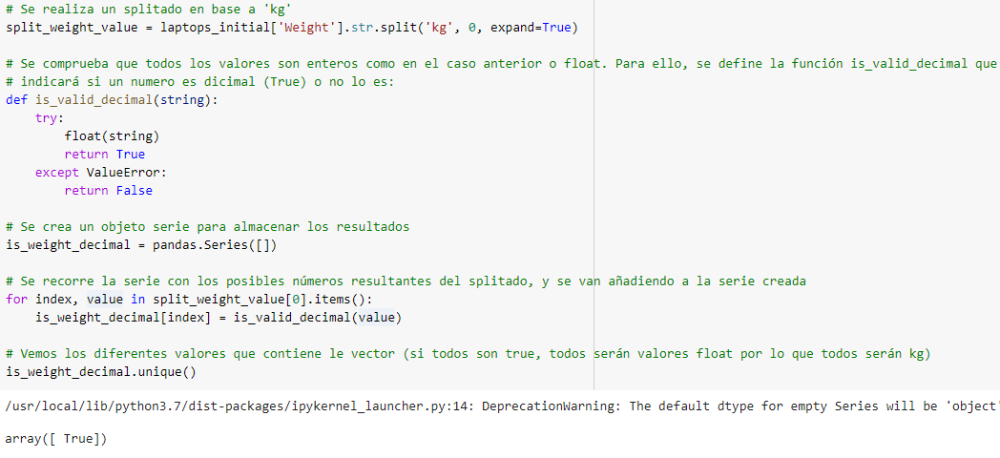 # Se realiza un splitado en base a 'kg'
split_weight_value = laptops_initial['Weight'].str.split('kg', 0, expand=True)
# Se comprueba que todos los valores son enteros como en el caso anterior o float. Para ello, se define la función is_valid_decimal que
# indicará si un numero es dicimal (True) o no lo es:
def is_valid_decimal(string):
    try:
        float(string)
        return True
    except ValueError:
        return False
# Se crea un objeto serie para almacenar los resultados
is_weight_decimal = pandas.Series([])
# Se recorre la serie con los posibles números resultantes del splitado, y se van añadiendo a la serie creada
for index, value in split_weight_value[0].items():
    is_weight_decimal[index] = is_valid_decimal(value)
# Vemos los diferentes valores que contiene le vector (si todos son true, todos serán valores float por lo que todos serán kg)
is_weight_decimal.unique()
/usr/local/lib/python3.7/dist-packages/ipykernel_launcher.py:14: DeprecationWarning: The default dtype for empty Series will be 'object'
array([ True])